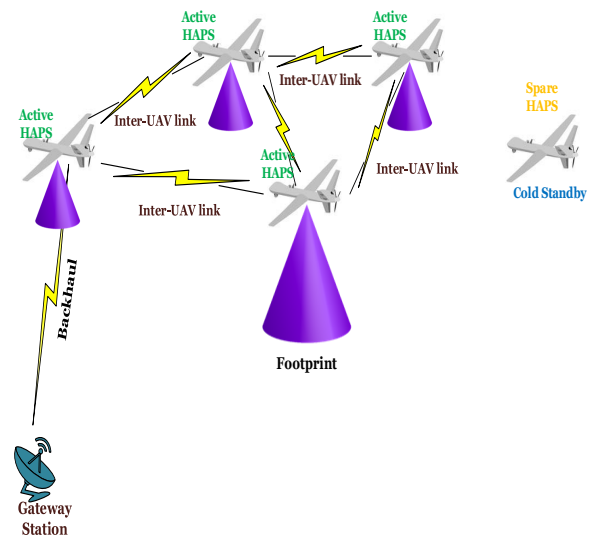 Active
HAPS
Active
HAPS
Inter-UAV link
Spare
HAPS
Active
HAPS
Inter-UAV link
Active
HAPS
Inter-UAV link
Cold Standby
Inter-UAV link
Backhaul
Footprint
Gateway
Station